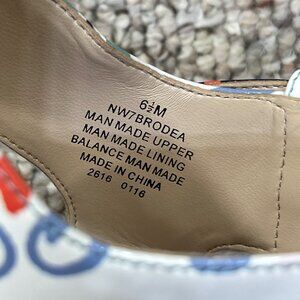 6½M
NW7BRODEA
MAN MADE UPPER
MAN MADE LINING
BALANCE MAN MADE
MADE IN CHINA
2616 0116